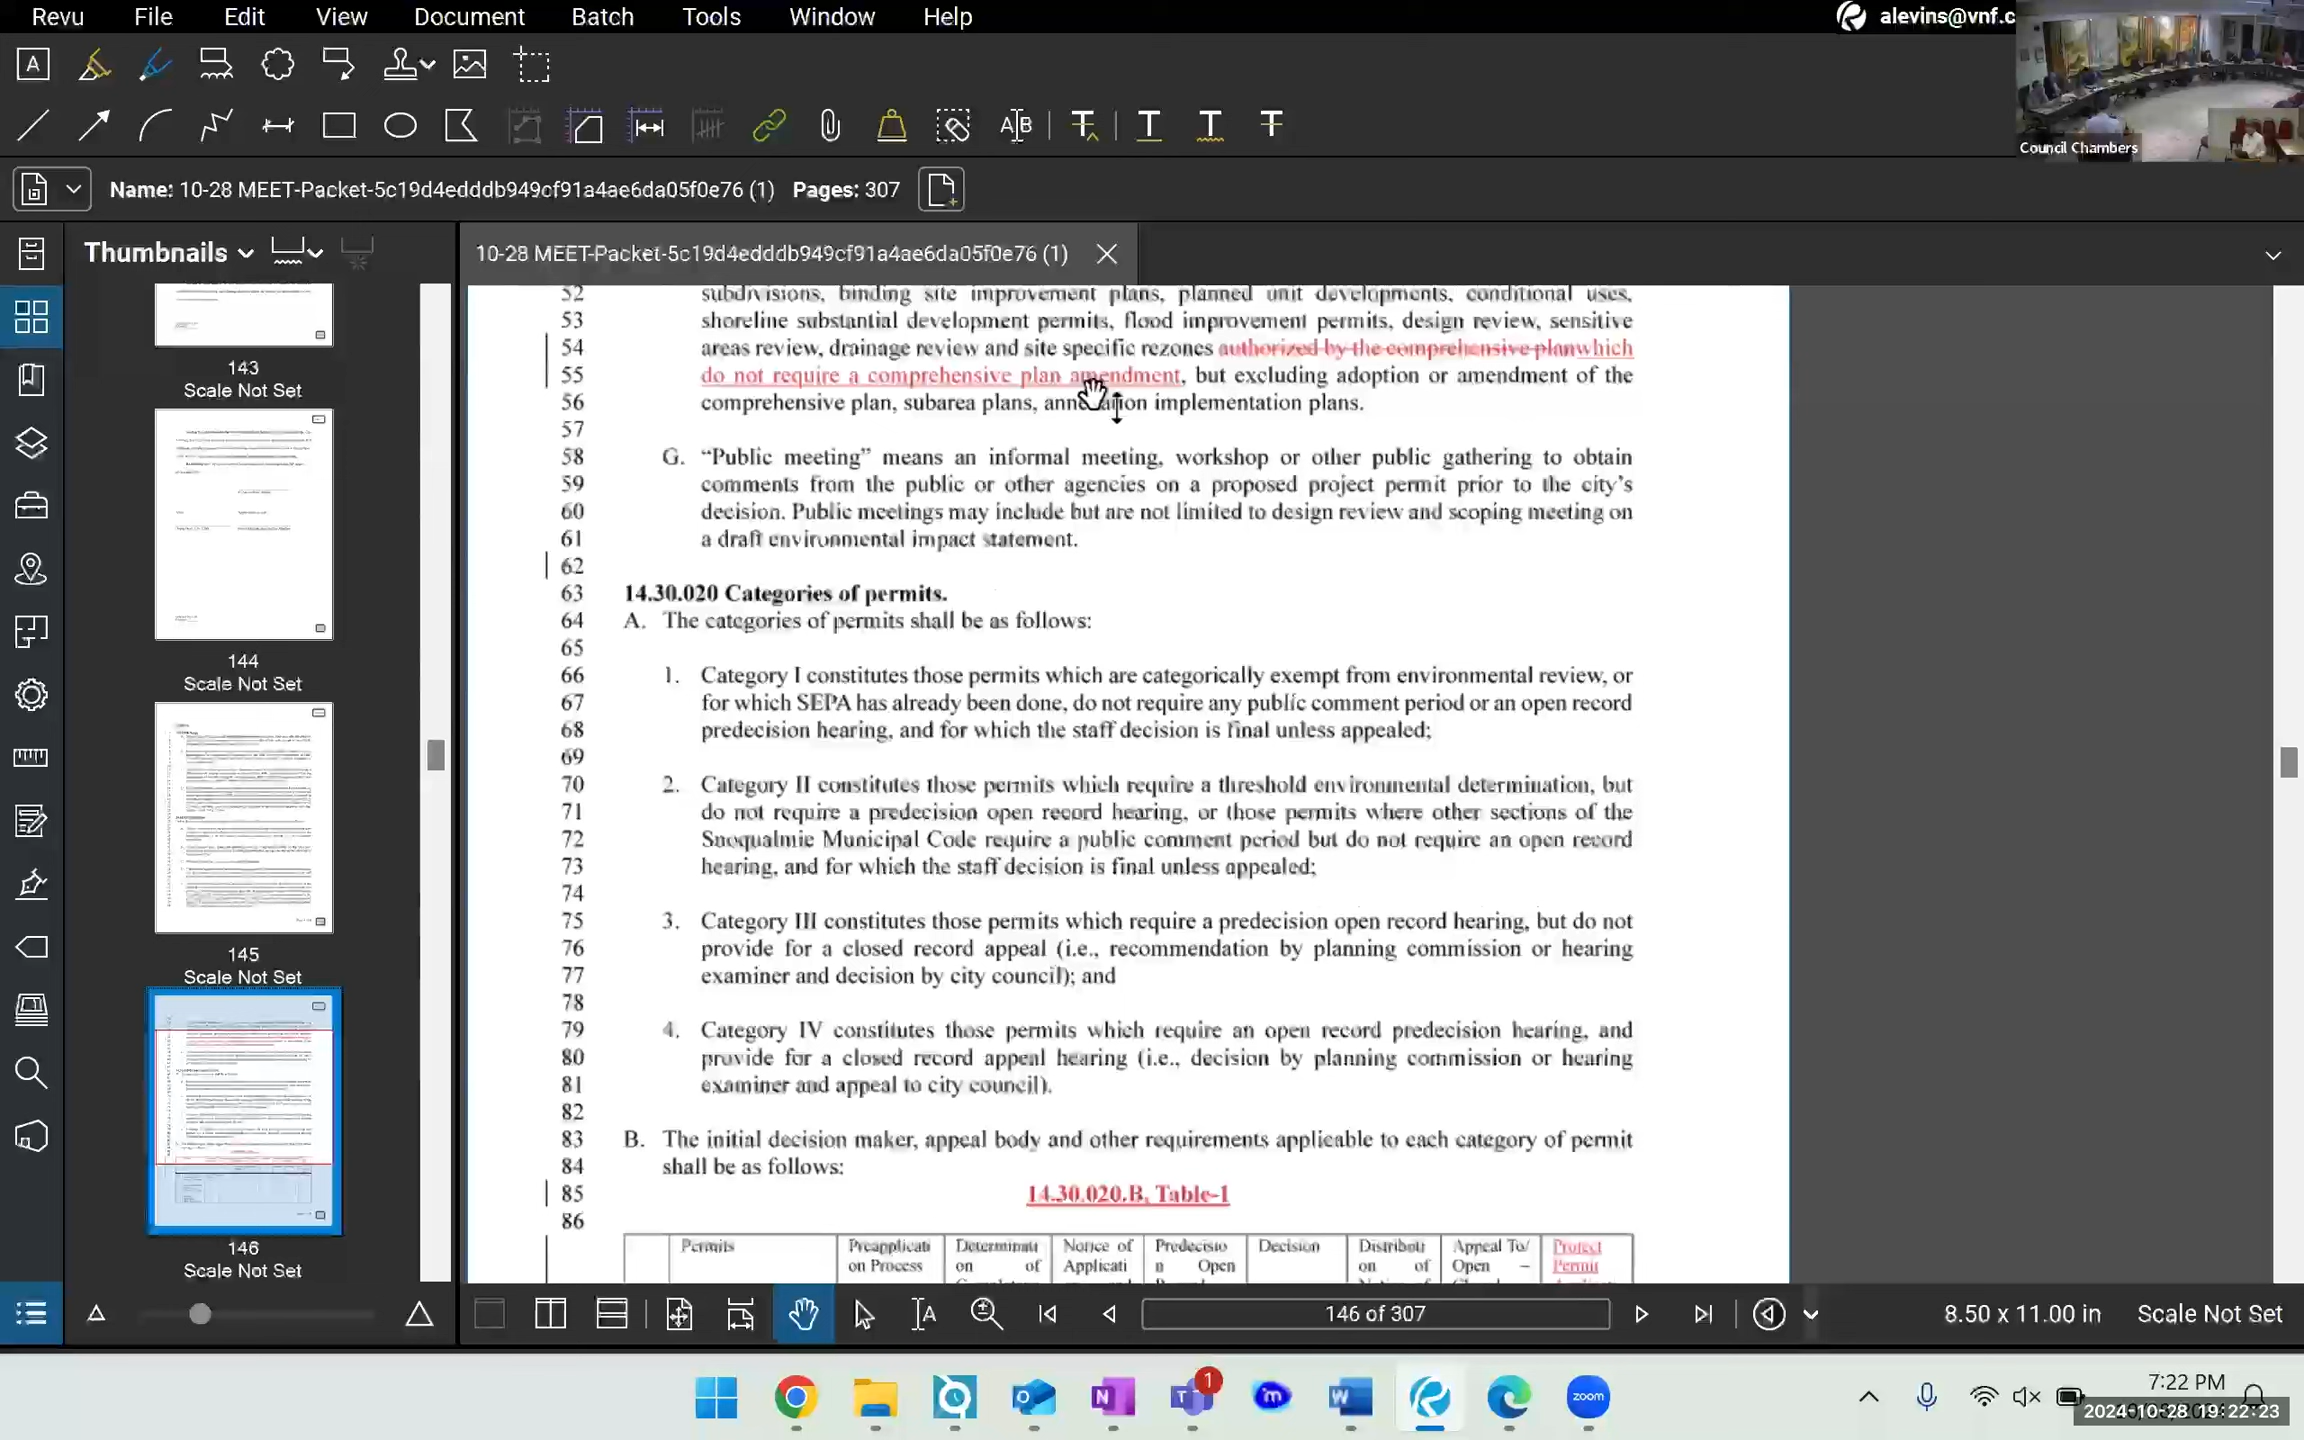 Revu File Edit View Document Batch Tools Window Help
alevins@vnf.c
Council Chambers
Name: 10-28 MEET-Packet-5c19d4edddb949cf91a4ae6da05f0e76 (1) Pages: 307
Thumbnails
10-28 MEET-Packet-5c19d4edddb949cf91a4ae6da05f0e76 (1)
143
Scale Not Set
144
Scale Not Set
145
Scale Not Set
146
Scale Not Set
52 subdivisions, binding site improvement plans, planned unit developments, conditional uses,
53 shoreline substantial development permits, flood improvement permits, design review, sensitive
54 areas review, drainage review and site specific rezones authorized by the comprehensive planwhich
55 do not require a comprehensive plan amendment, but excluding adoption or amendment of the
56 comprehensive plan, subarea plans, annexation implementation plans.
57
58 G. “Public meeting” means an informal meeting, workshop or other public gathering to obtain
59 comments from the public or other agencies on a proposed project permit prior to the city’s
60 decision. Public meetings may include but are not limited to design review and scoping meeting on
61 a draft environmental impact statement.
62
63 14.30.020 Categories of permits.
64 A. The categories of permits shall be as follows:
65
66 1. Category I constitutes those permits which are categorically exempt from environmental review, or
67 for which SEPA has already been done, do not require any public comment period or an open record
68 predecision hearing, and for which the staff decision is final unless appealed;
69
70 2. Category II constitutes those permits which require a threshold environmental determination, but
71 do not require a predecision open record hearing, or those permits where other sections of the
72 Snoqualmie Municipal Code require a public comment period but do not require an open record
73 hearing, and for which the staff decision is final unless appealed;
74
75 3. Category III constitutes those permits which require a predecision open record hearing, but do not
76 provide for a closed record appeal (i.e., recommendation by planning commission or hearing
77 examiner and decision by city council); and
78
79 4. Category IV constitutes those permits which require an open record predecision hearing, and
80 provide for a closed record appeal hearing (i.e., decision by planning commission or hearing
81 examiner and appeal to city council).
82
83 B. The initial decision maker, appeal body and other requirements applicable to each category of permit
84 shall be as follows:
85 14.30.020.B, Table-1
86
Permits Preapplicati Determinati Notice of Predecisio Decision Distributi Appeal To/ Protect
on Process on of Applicati n Open on of Open – Permit
146 of 307
8.50 x 11.00 in Scale Not Set
1
zoom
7:22 PM
2024-10-28 19:22:23